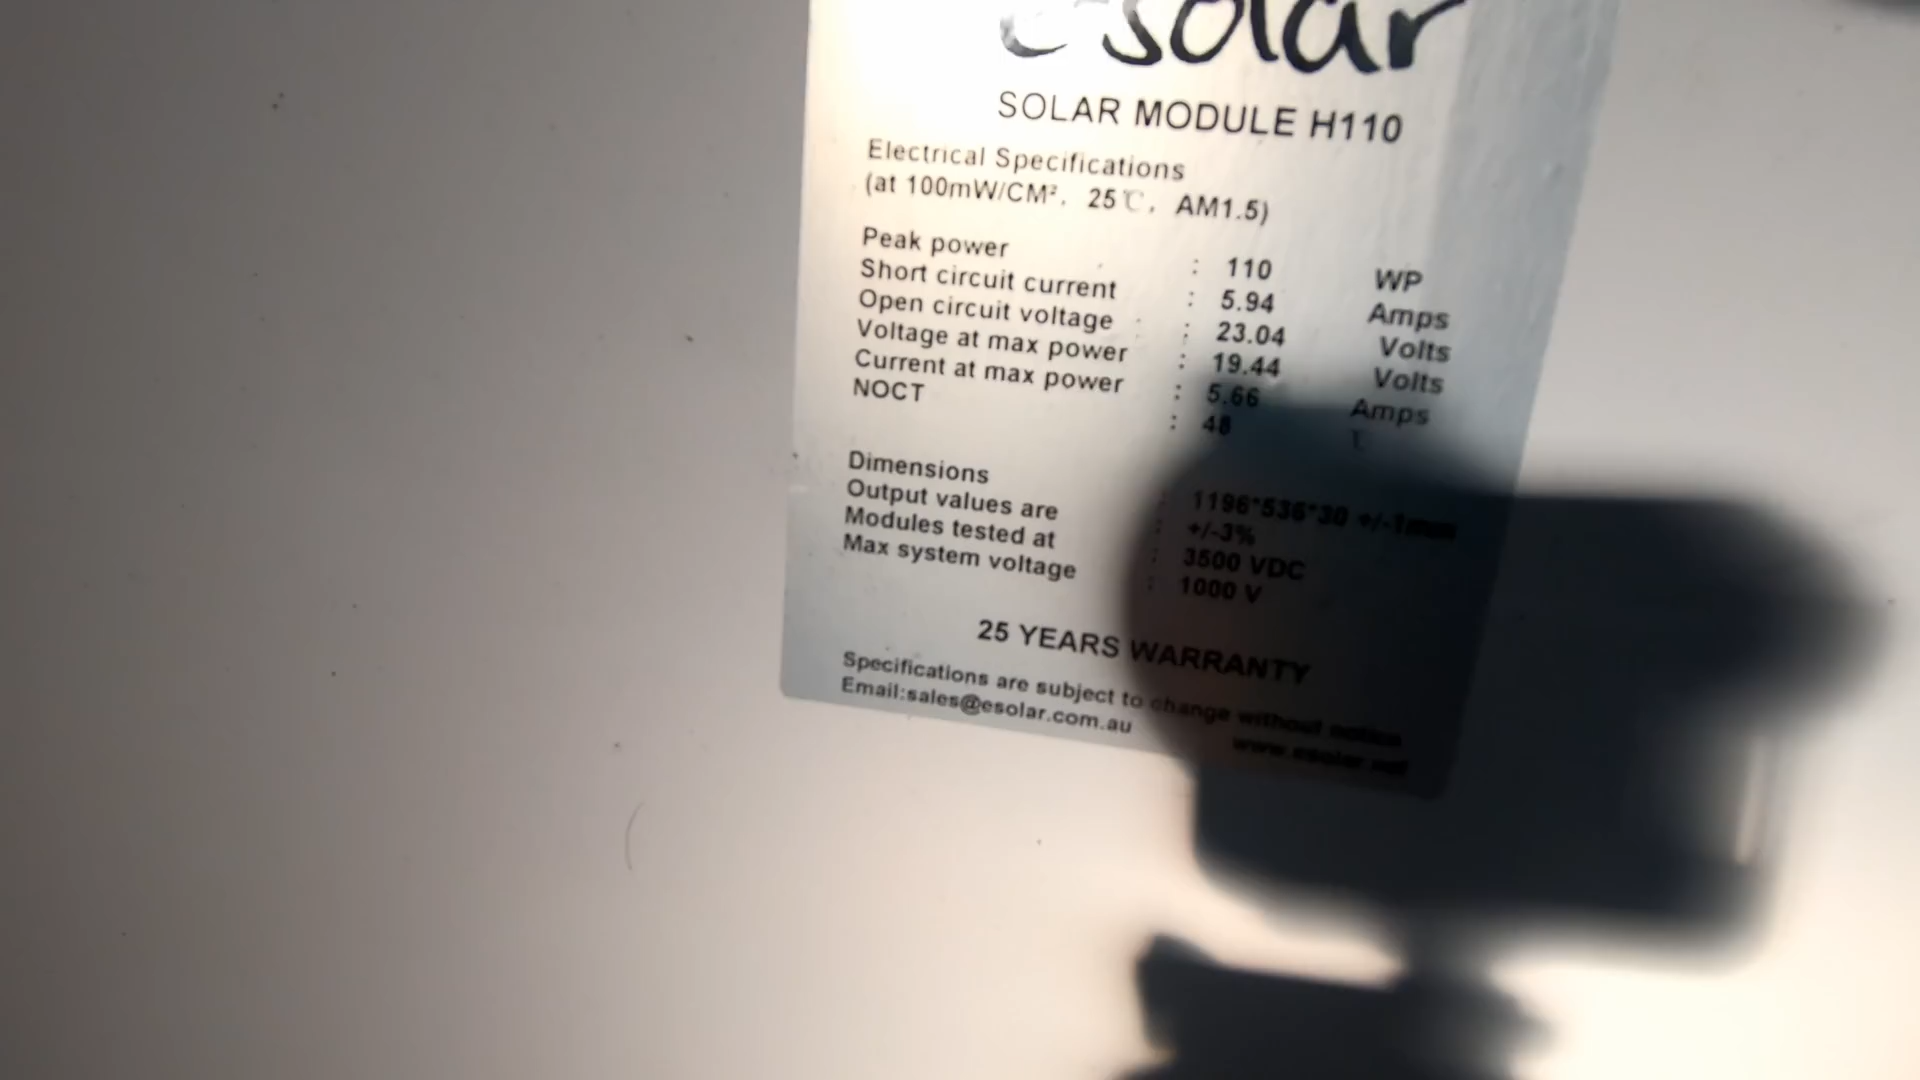 esolar
SOLAR MODULE H110
Electrical Specifications
(at 100mW/CM², 25℃, AM1.5)
Peak power : 110 WP
Short circuit current : 5.94 Amps
Open circuit voltage : 23.04 Volts
Voltage at max power : 19.44 Volts
Current at max power : 5.66 Amps
NOCT : 48 ℃
Dimensions : 1196*536*30 +/-1mm
Output values are : +/-3%
Modules tested at : 3500 VDC
Max system voltage : 1000 V
25 YEARS WARRANTY
Specifications are subject to change without notice
Email:sales@esolar.com.au